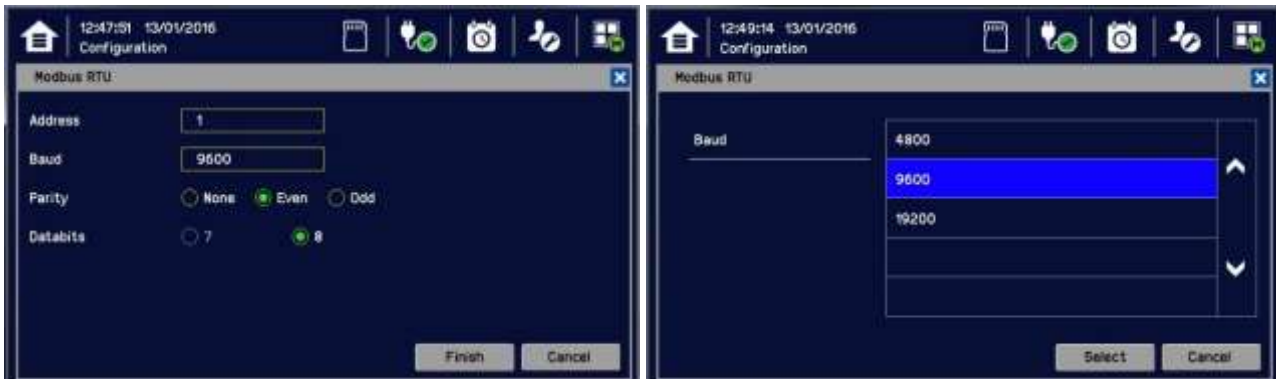 12:47:51 13/01/2016
Configuration
Modbus RTU
Address 1
Baud 9600
Parity None Even Odd
Databits 7 8
Finish Cancel
12:49:14 13/01/2016
Configuration
Modbus RTU
Baud
4800
9600
19200
Select Cancel